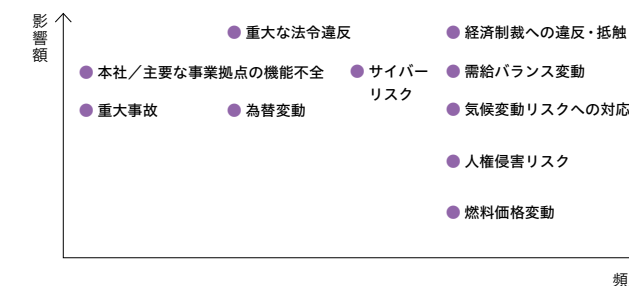 影響額
重大な法令違反
経済制裁への違反・抵触
本社／主要な事業拠点の機能不全
サイバー
リスク
需給バランス変動
重大事故
為替変動
気候変動リスクへの対応
人権侵害リスク
燃料価格変動
頻